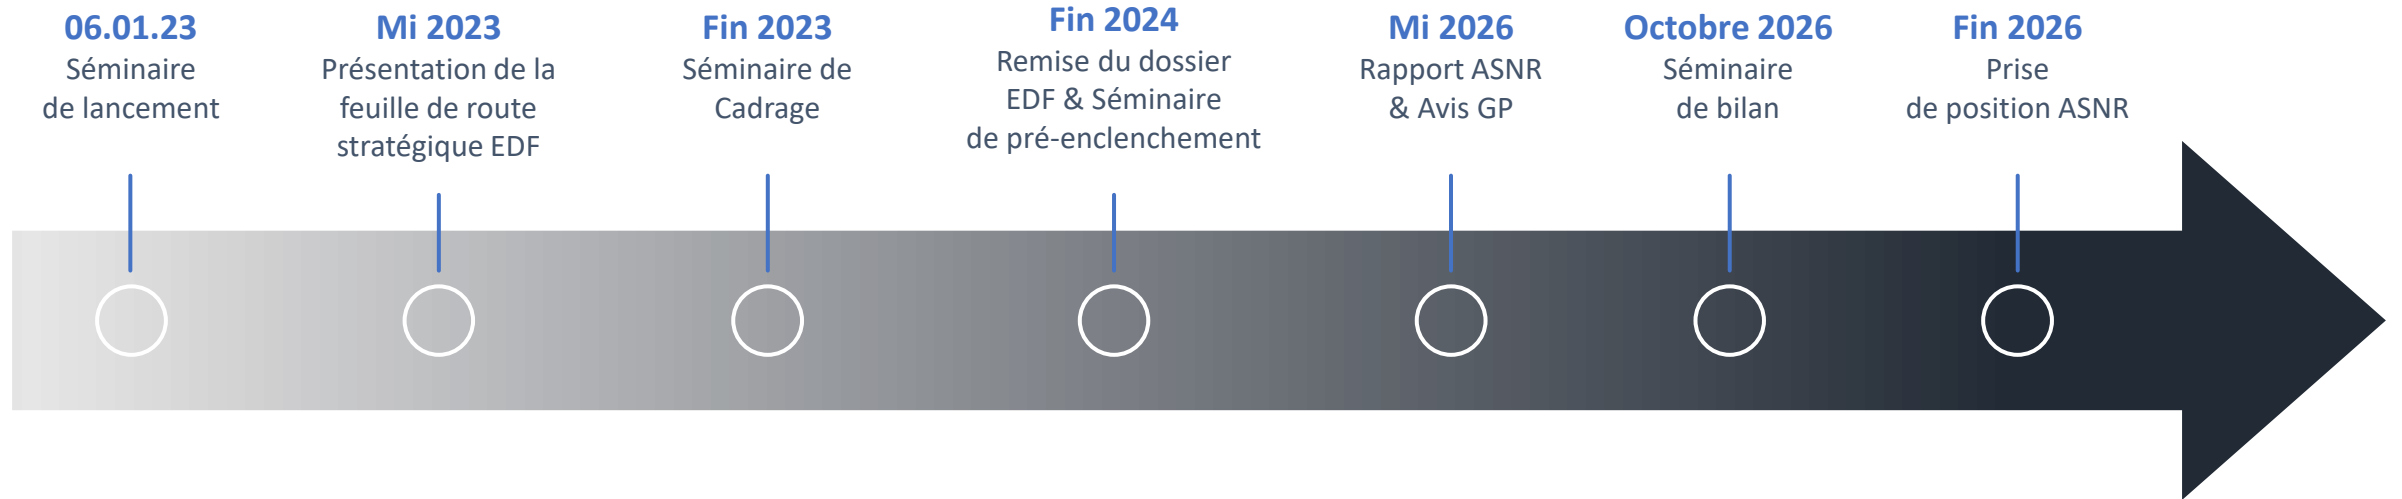 06.01.23
Séminaire
de lancement
Mi 2023
Présentation de la
feuille de route
stratégique EDF
Fin 2023
Séminaire de
Cadrage
Fin 2024
Remise du dossier
EDF & Séminaire
de pré-enclenchement
Mi 2026
Rapport ASNR
& Avis GP
Octobre 2026
Séminaire
de bilan
Fin 2026
Prise
de position ASNR